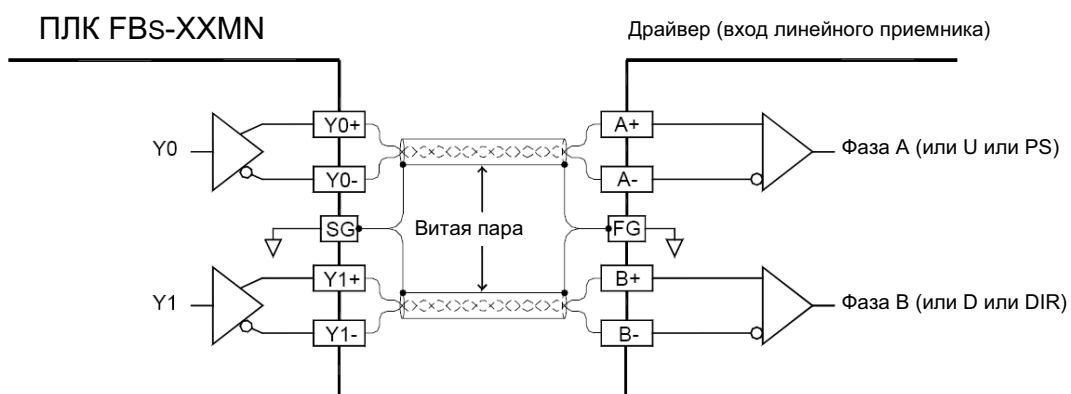 ПЛК FBS-XXMN
Драйвер (вход линейного приемника)
Y0
Y0+
Y0-
A+
A-
Фаза A (или U или PS)
SG
Витая пара
FG
Y1
Y1+
Y1-
B+
B-
Фаза B (или D или DIR)